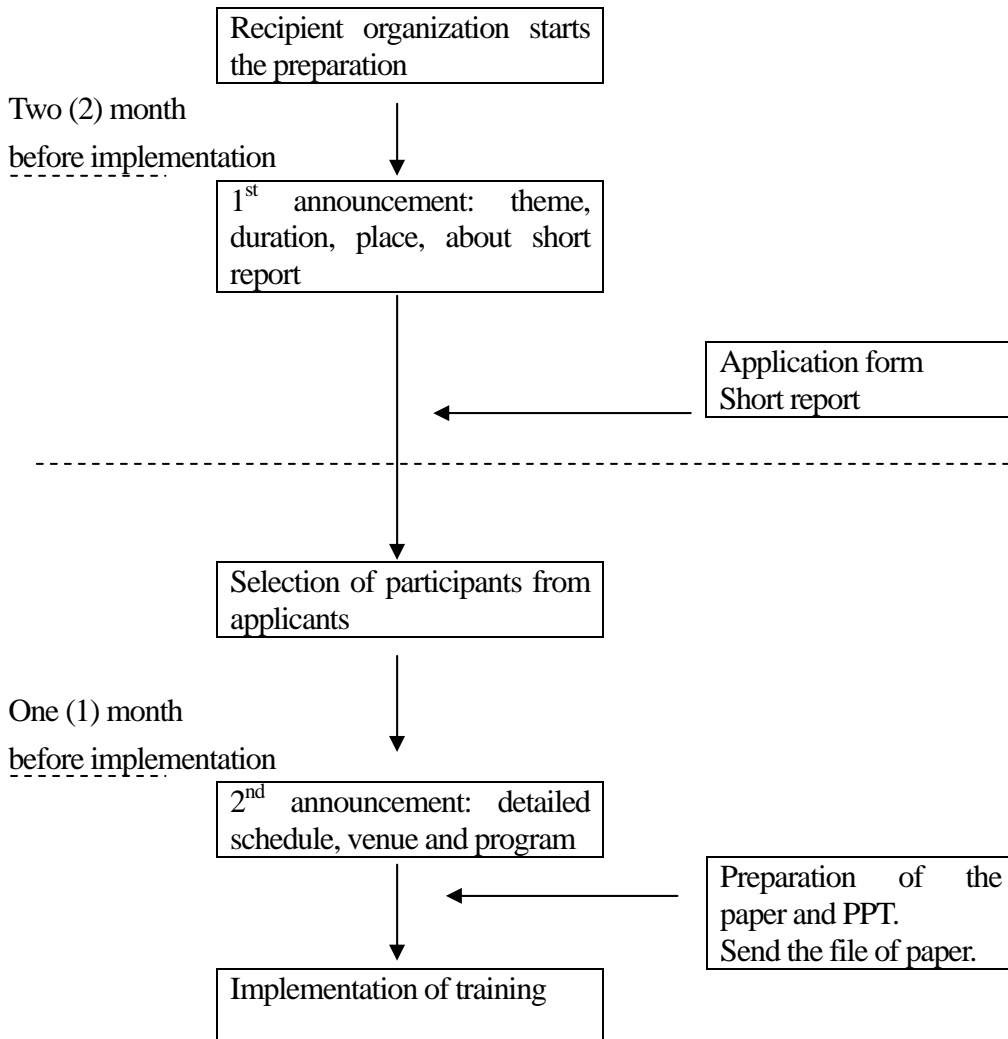 Recipient organization starts
the preparation
Two (2) month
before implementation
1st announcement: theme,
duration, place, about short
report
Application form
Short report
Selection of participants from
applicants
One (1) month
before implementation
2nd announcement: detailed
schedule, venue and program
Preparation of the
paper and PPT.
Send the file of paper.
Implementation of training